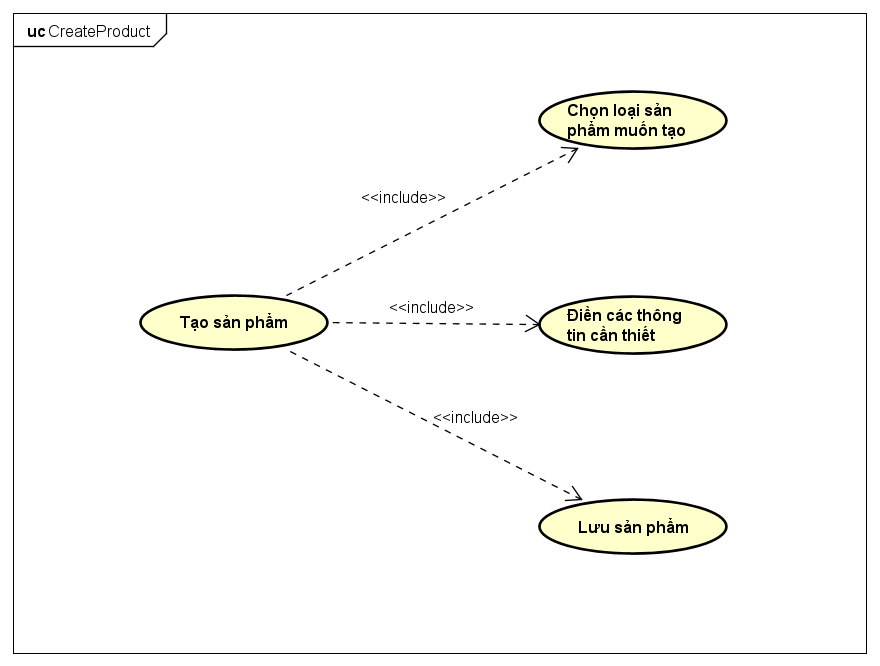 uc CreateProduct
Chọn loại sản
phẩm muốn tạo
<<include>>
<<include>>
Tạo sản phẩm
Điền các thông
tin cần thiết
<<include>>
Lưu sản phẩm